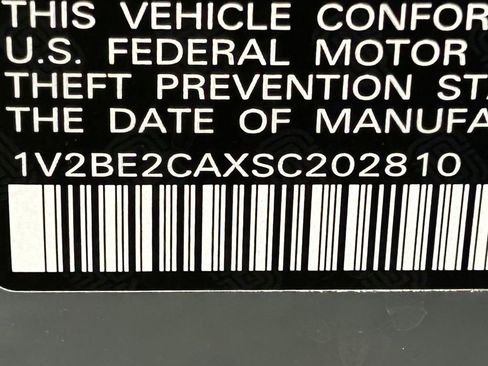 THIS VEHICLE CONFOR
U.S. FEDERAL MOTOR
THEFT PREVENTION STA
THE DATE OF MANUFA
1V2BE2CAXSC202810